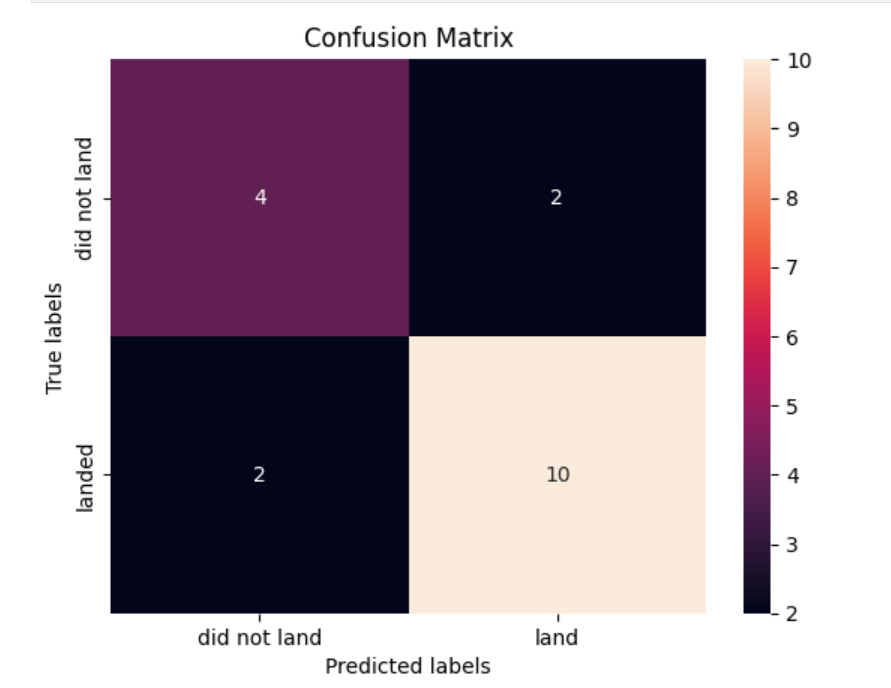 Confusion Matrix
did not land
landed
True labels
4
2
2
10
did not land
land
Predicted labels
10
9
8
7
6
5
4
3
2